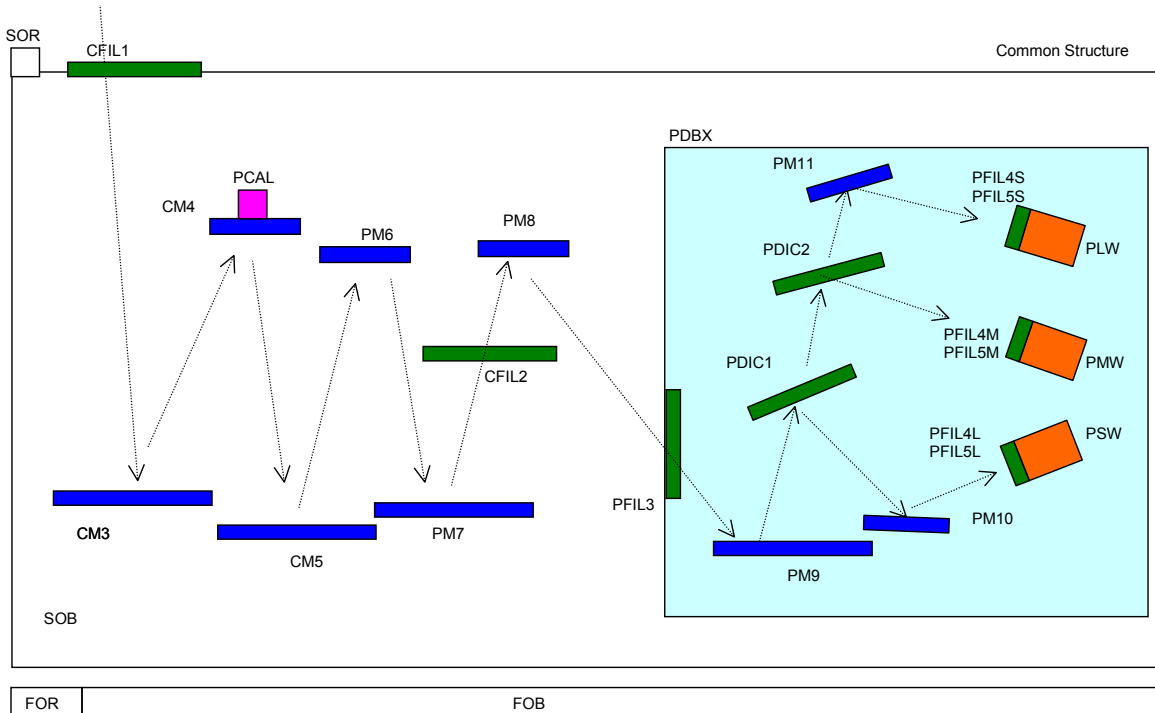 SOR
CFIL1
Common Structure
PDBX
PM11
PCAL
PFIL4S
PFIL5S
CM4
PM6
PM8
PDIC2
PLW
PFIL4M
PFIL5M
PDIC1
PMW
CFIL2
PFIL4L
PFIL5L
PSW
PFIL3
PM10
CM3
PM7
CM5
PM9
SOB
FOR
FOB